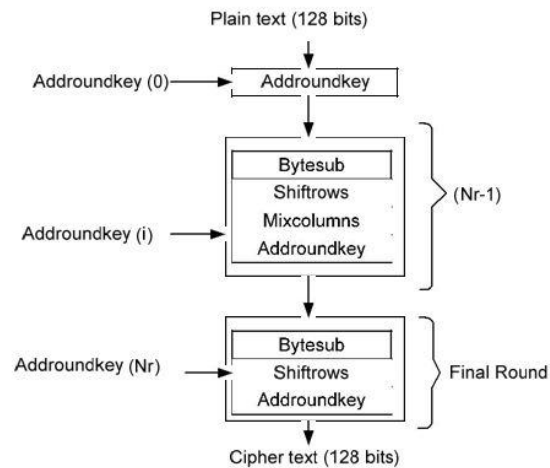 Plain text (128 bits)
Addroundkey (0)
Addroundkey
Bytesub
Shiftrows
Mixcolumns
Addroundkey
Addroundkey (i)
(Nr-1)
Bytesub
Shiftrows
Addroundkey
Addroundkey (Nr)
Final Round
Cipher text (128 bits)